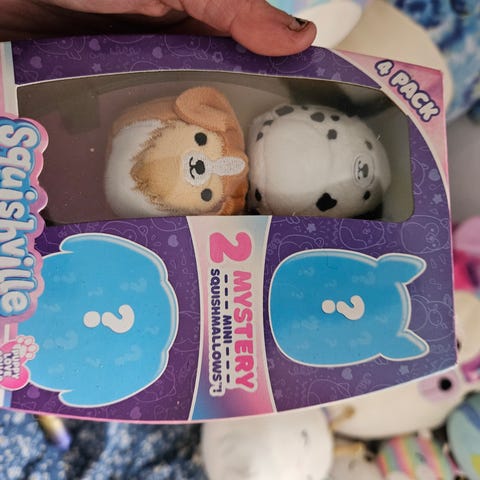 Squishville
4 PACK
2 MYSTERY
MINI
SQUISHMALLOWS™!
?
?